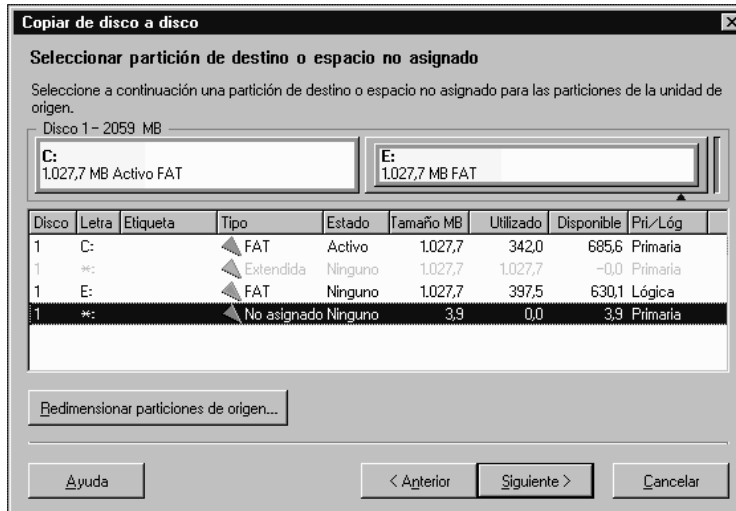 Copiar de disco a disco
Seleccionar partición de destino o espacio no asignado
Seleccione a continuación una partición de destino o espacio no asignado para las particiones de la unidad de
origen.
Disco 1 - 2059 MB
C:
1.027,7 MB Activo FAT
E:
1.027,7 MB FAT
Disco Letra Etiqueta Tipo Estado Tamaño MB Utilizado Disponible Pri/Lóg
1 C: FAT Activo 1.027,7 342,0 685,6 Primaria
1 *: Extendida Ninguno 1.027,7 1.027,7 -0,0 Primaria
1 E: FAT Ninguno 1.027,7 397,5 630,1 Lógica
1 *: No asignado Ninguno 3,9 0,0 3,9 Primaria
Redimensionar particiones de origen...
Ayuda < Anterior Siguiente > Cancelar